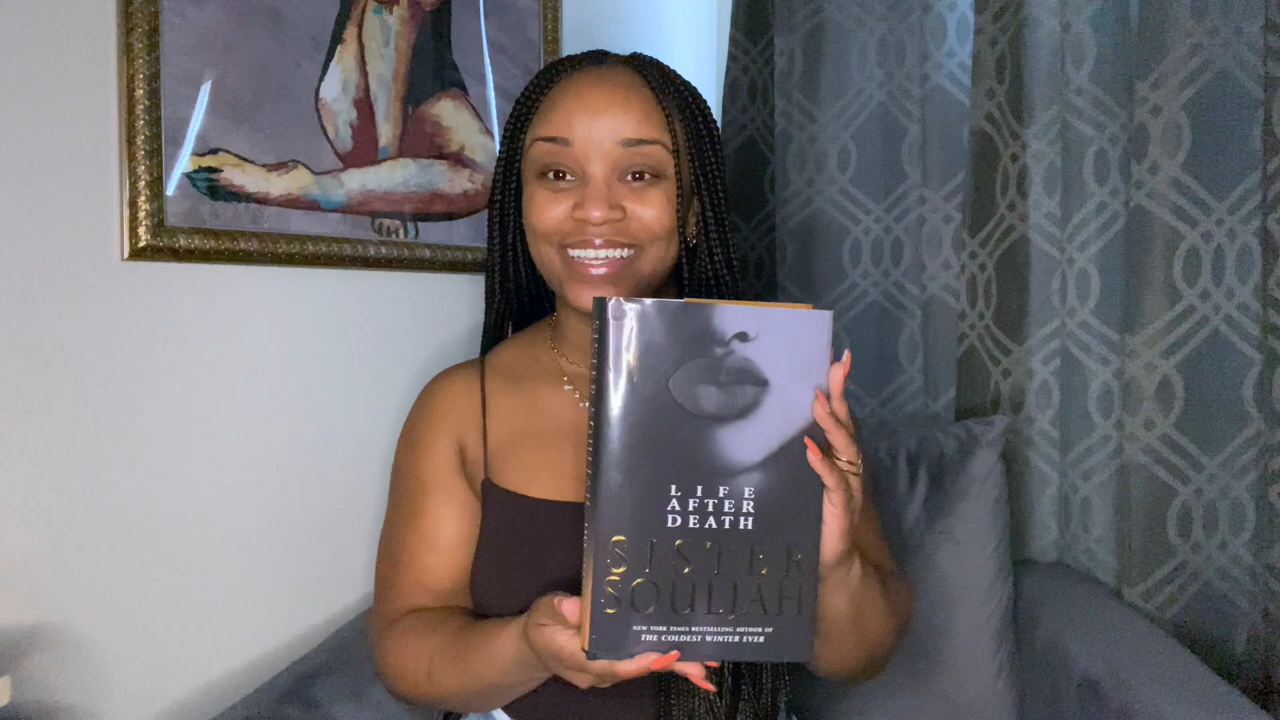 LIFE
AFTER
DEATH
SISTER
SOULJAH
NEW YORK TIMES BESTSELLING AUTHOR OF
THE COLDEST WINTER EVER